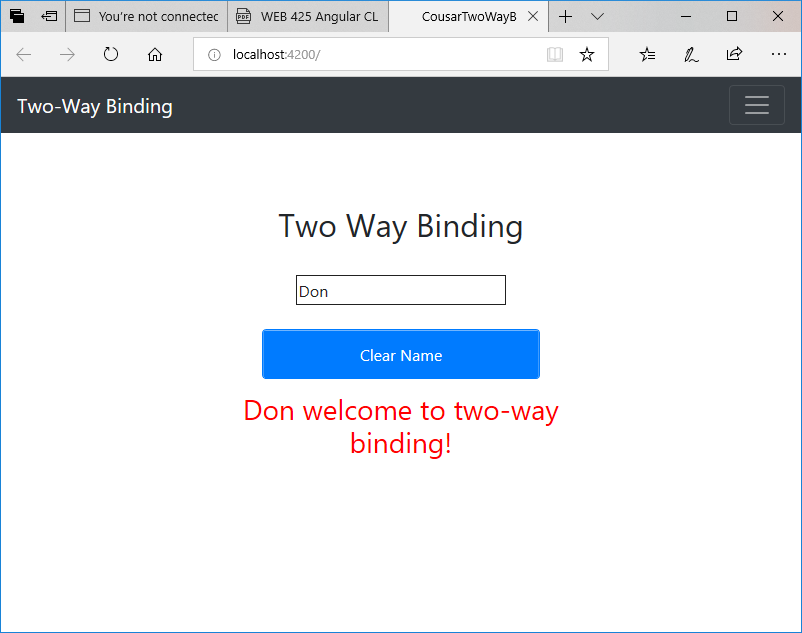 You're not connected
WEB 425 Angular CL
CousarTwoWayB
localhost:4200/
Two-Way Binding
Two Way Binding
Don
Clear Name
Don welcome to two-way
binding!